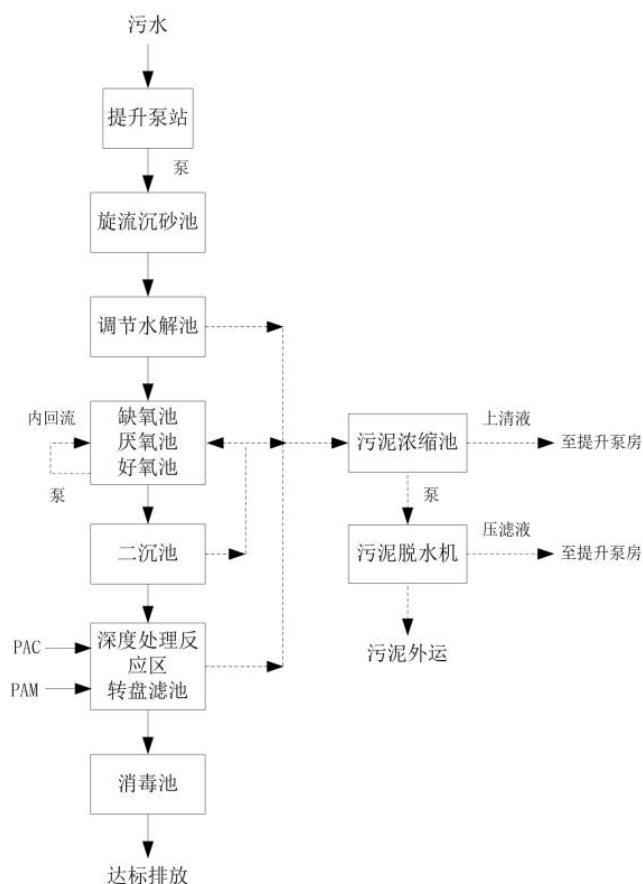 污水
提升泵站
泵
旋流沉砂池
调节水解池
内回流
缺氧池
厌氧池
好氧池
泵
污泥浓缩池
上清液
至提升泵房
泵
二沉池
污泥脱水机
压滤液
至提升泵房
污泥外运
PAC
PAM
深度处理反
应区
转盘滤池
消毒池
达标排放